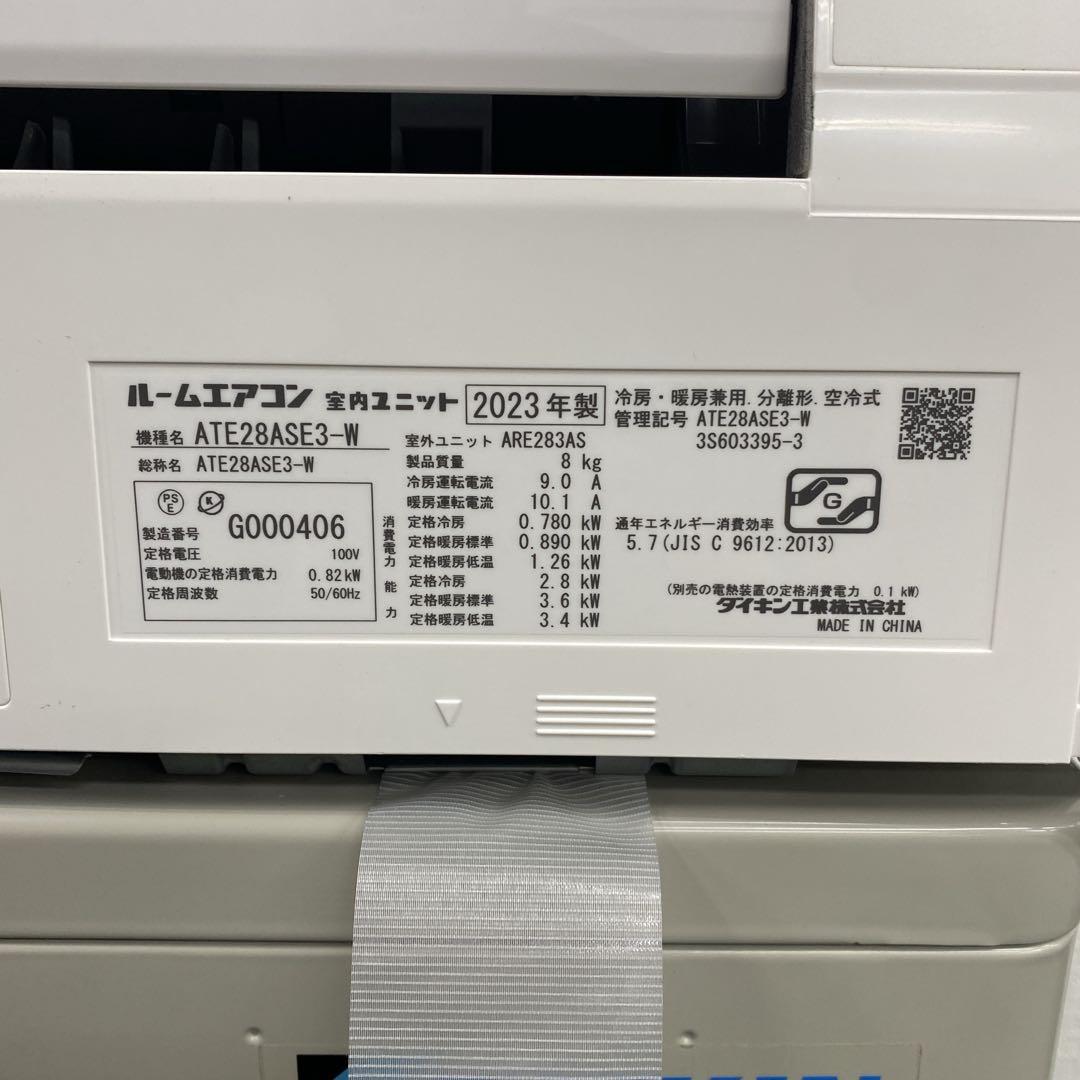 ルームエアコン 室内ユニット 2023年製
機種名 ATE28ASE3-W
総称名 ATE28ASE3-W
PS
E
製造番号 G000406
定格電圧 100V
電動機の定格消費電力 0.82kW
定格周波数 50/60Hz
室外ユニット ARE283AS
製品質量 8 kg
冷房運転電流 9.0 A
暖房運転電流 10.1 A
消費電力
定格冷房 0.780 kW
定格暖房標準 0.890 kW
定格暖房低温 1.26 kW
能力
定格冷房 2.8 kW
定格暖房標準 3.6 kW
定格暖房低温 3.4 kW
冷房・暖房兼用.分離形.空冷式
管理記号 ATE28ASE3-W
3S603395-3
G
通年エネルギー消費効率
5.7(JIS C 9612:2013)
(別売の電熱装置の定格消費電力 0.1 kW)
ダイキン工業株式会社
MADE IN CHINA